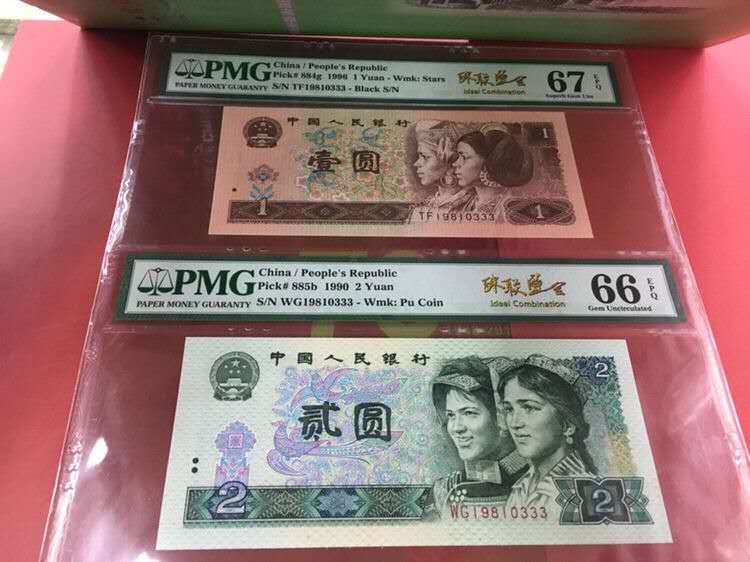 PMG
PAPER MONEY GUARANTY
China / People's Republic
Pick# 884g 1996 1 Yuan - Wmk: Stars
S/N TF19810333 - Black S/N
Ideal Combination
67 EPQ
Superb Gem Unc
中国人民银行
壹圆
1
1
1
TF19810333
PMG
PAPER MONEY GUARANTY
China / People's Republic
Pick# 885b 1990 2 Yuan
S/N WG19810333 - Wmk: Pu Coin
Ideal Combination
66 EPQ
Gem Uncirculated
中国人民银行
贰圆
2
2
2
WG19810333